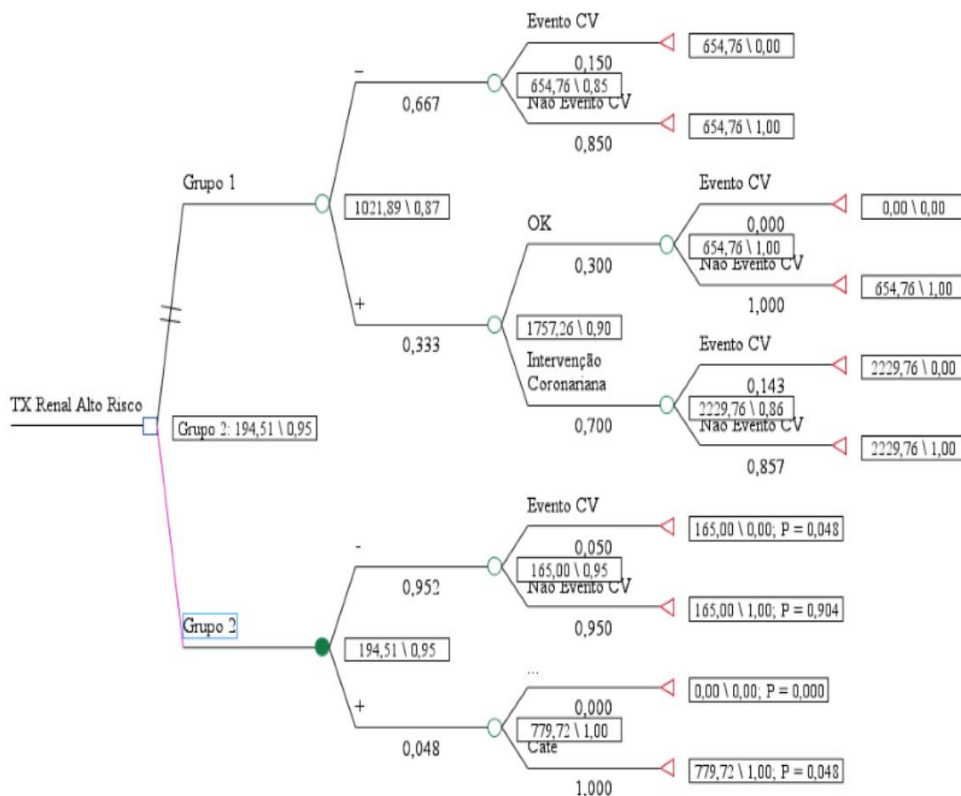 Evento CV
654,76 \ 0,00
0,150
–
654,76 \ 0,85
0,667
Não Evento CV
654,76 \ 1,00
0,850
Grupo 1
1021,89 \ 0,87
Evento CV
0,00 \ 0,00
OK
0,000
654,76 \ 1,00
0,300
Não Evento CV
654,76 \ 1,00
1,000
+
1757,26 \ 0,90
0,333
Intervenção
Coronariana
Evento CV
2229,76 \ 0,00
0,143
2229,76 \ 0,86
0,700
Não Evento CV
2229,76 \ 1,00
0,857
TX Renal Alto Risco
Grupo 2: 194,51 \ 0,95
Evento CV
165,00 \ 0,00; P = 0,048
0,050
-
165,00 \ 0,95
0,952
Não Evento CV
165,00 \ 1,00; P = 0,904
0,950
Grupo 2
194,51 \ 0,95
...
0,00 \ 0,00; P = 0,000
0,000
+
779,72 \ 1,00
0,048
Cate
779,72 \ 1,00; P = 0,048
1,000